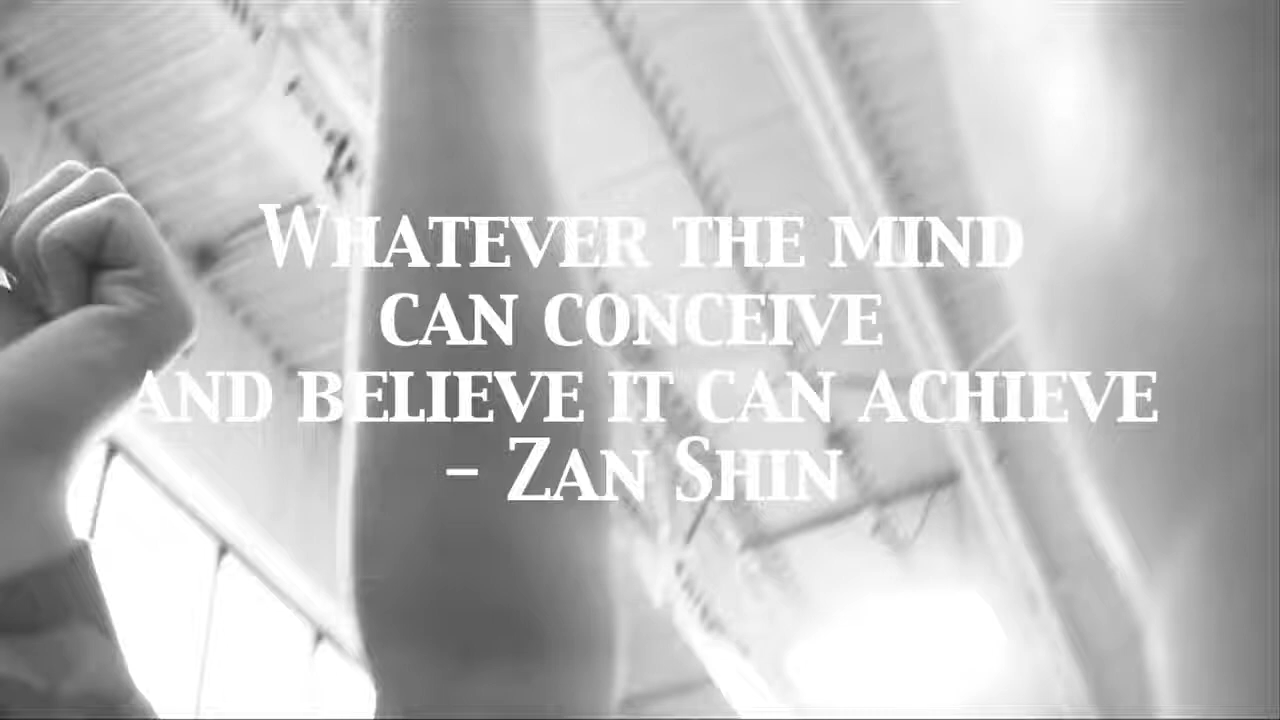 Whatever the mind
can conceive
and believe it can achieve
- Zan Shin